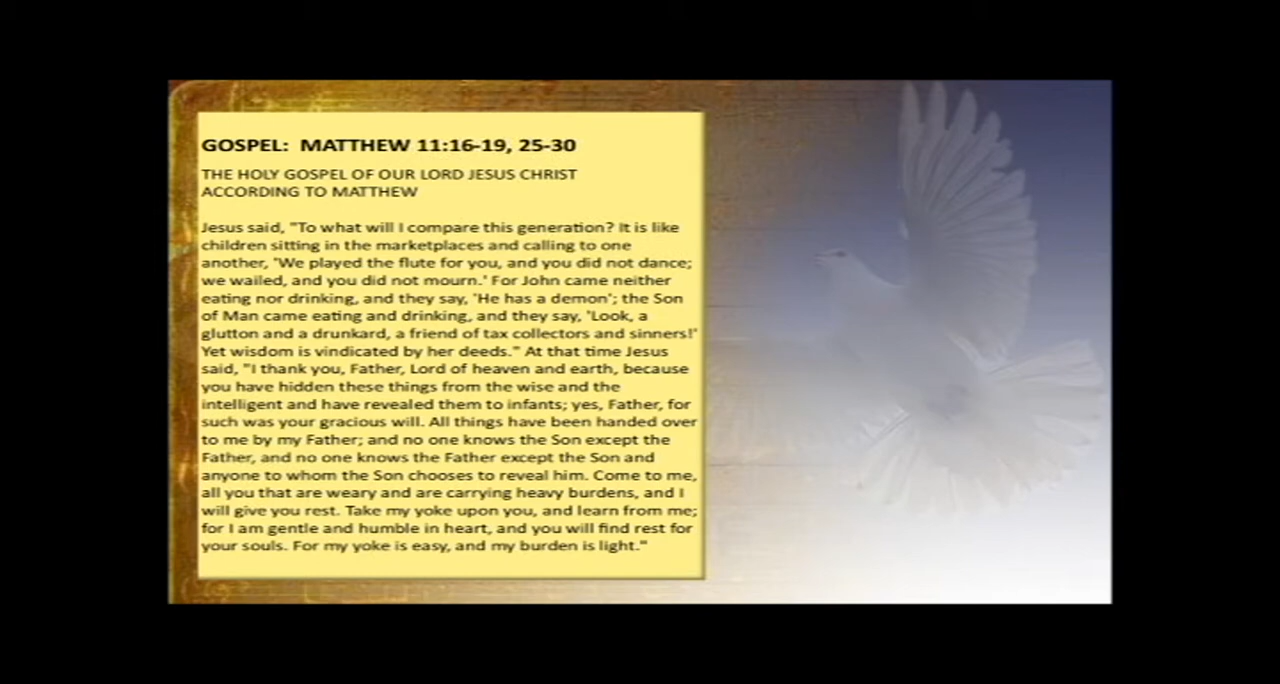 GOSPEL:  MATTHEW 11:16-19, 25-30
THE HOLY GOSPEL OF OUR LORD JESUS CHRIST
ACCORDING TO MATTHEW
Jesus said, "To what will I compare this generation? It is like
children sitting in the marketplaces and calling to one
another, 'We played the flute for you, and you did not dance;
we wailed, and you did not mourn.' For John came neither
eating nor drinking, and they say, 'He has a demon'; the Son
of Man came eating and drinking, and they say, 'Look, a
glutton and a drunkard, a friend of tax collectors and sinners!'
Yet wisdom is vindicated by her deeds." At that time Jesus
said, "I thank you, Father, Lord of heaven and earth, because
you have hidden these things from the wise and the
intelligent and have revealed them to infants; yes, Father, for
such was your gracious will. All things have been handed over
to me by my Father; and no one knows the Son except the
Father, and no one knows the Father except the Son and
anyone to whom the Son chooses to reveal him. Come to me,
all you that are weary and are carrying heavy burdens, and I
will give you rest. Take my yoke upon you, and learn from me;
for I am gentle and humble in heart, and you will find rest for
your souls. For my yoke is easy, and my burden is light."